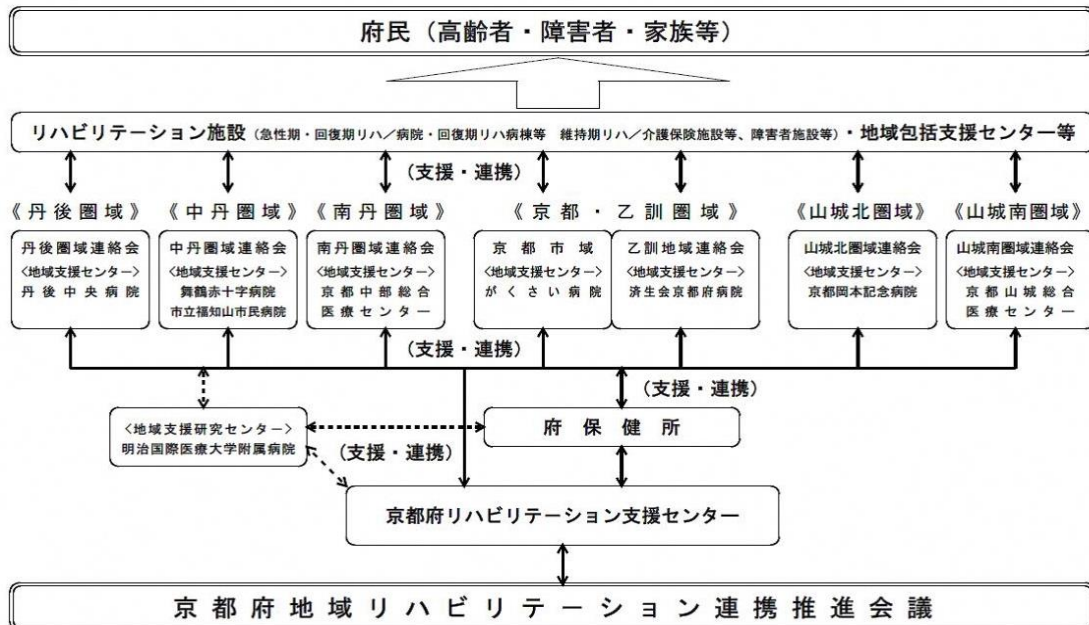 府民（高齢者・障害者・家族等）
リハビリテーション施設（急性期・回復期リハ／病院・回復期リハ病棟等　維持期リハ／介護保険施設等、障害者施設等）・地域包括支援センター等
（支援・連携）
《丹後圏域》
《中丹圏域》
《南丹圏域》
《京都・乙訓圏域》
《山城北圏域》
《山城南圏域》
丹後圏域連絡会
〈地域支援センター〉
丹後中央病院
中丹圏域連絡会
〈地域支援センター〉
舞鶴赤十字病院
市立福知山市民病院
南丹圏域連絡会
〈地域支援センター〉
京都中部総合
医療センター
京都市域
〈地域支援センター〉
がくさい病院
乙訓地域連絡会
〈地域支援センター〉
済生会京都府病院
山城北圏域連絡会
〈地域支援センター〉
京都岡本記念病院
山城南圏域連絡会
〈地域支援センター〉
京都山城総合
医療センター
（支援・連携）
（支援・連携）
〈地域支援研究センター〉
明治国際医療大学附属病院
府保健所
（支援・連携）
京都府リハビリテーション支援センター
京都府地域リハビリテーション連携推進会議